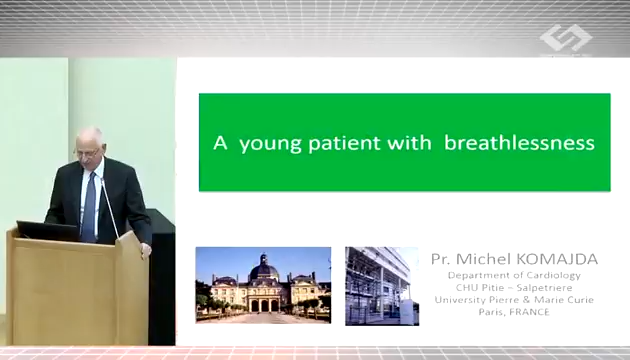 A young patient with breathlessness
Pr. Michel KOMAJDA
Department of Cardiology
CHU Pitie – Salpetriere
University Pierre & Marie Curie
Paris, FRANCE